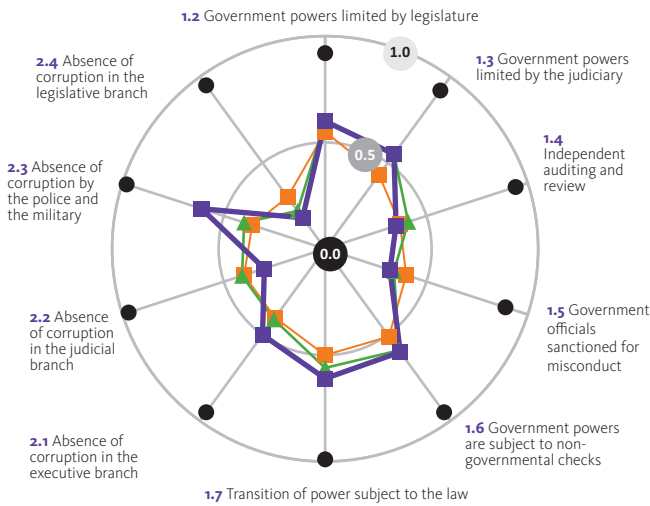 1.2 Government powers limited by legislature
1.0
1.3 Government powers
limited by the judiciary
2.4 Absence of
corruption in the
legislative branch
1.4
Independent
auditing and
review
0.5
2.3 Absence of
corruption by
the police and
the military
0.0
1.5 Government
officials
sanctioned for
misconduct
2.2 Absence
of corruption
in the judicial
branch
1.6 Government powers
are subject to non-
governmental checks
2.1 Absence of
corruption in the
executive branch
1.7 Transition of power subject to the law